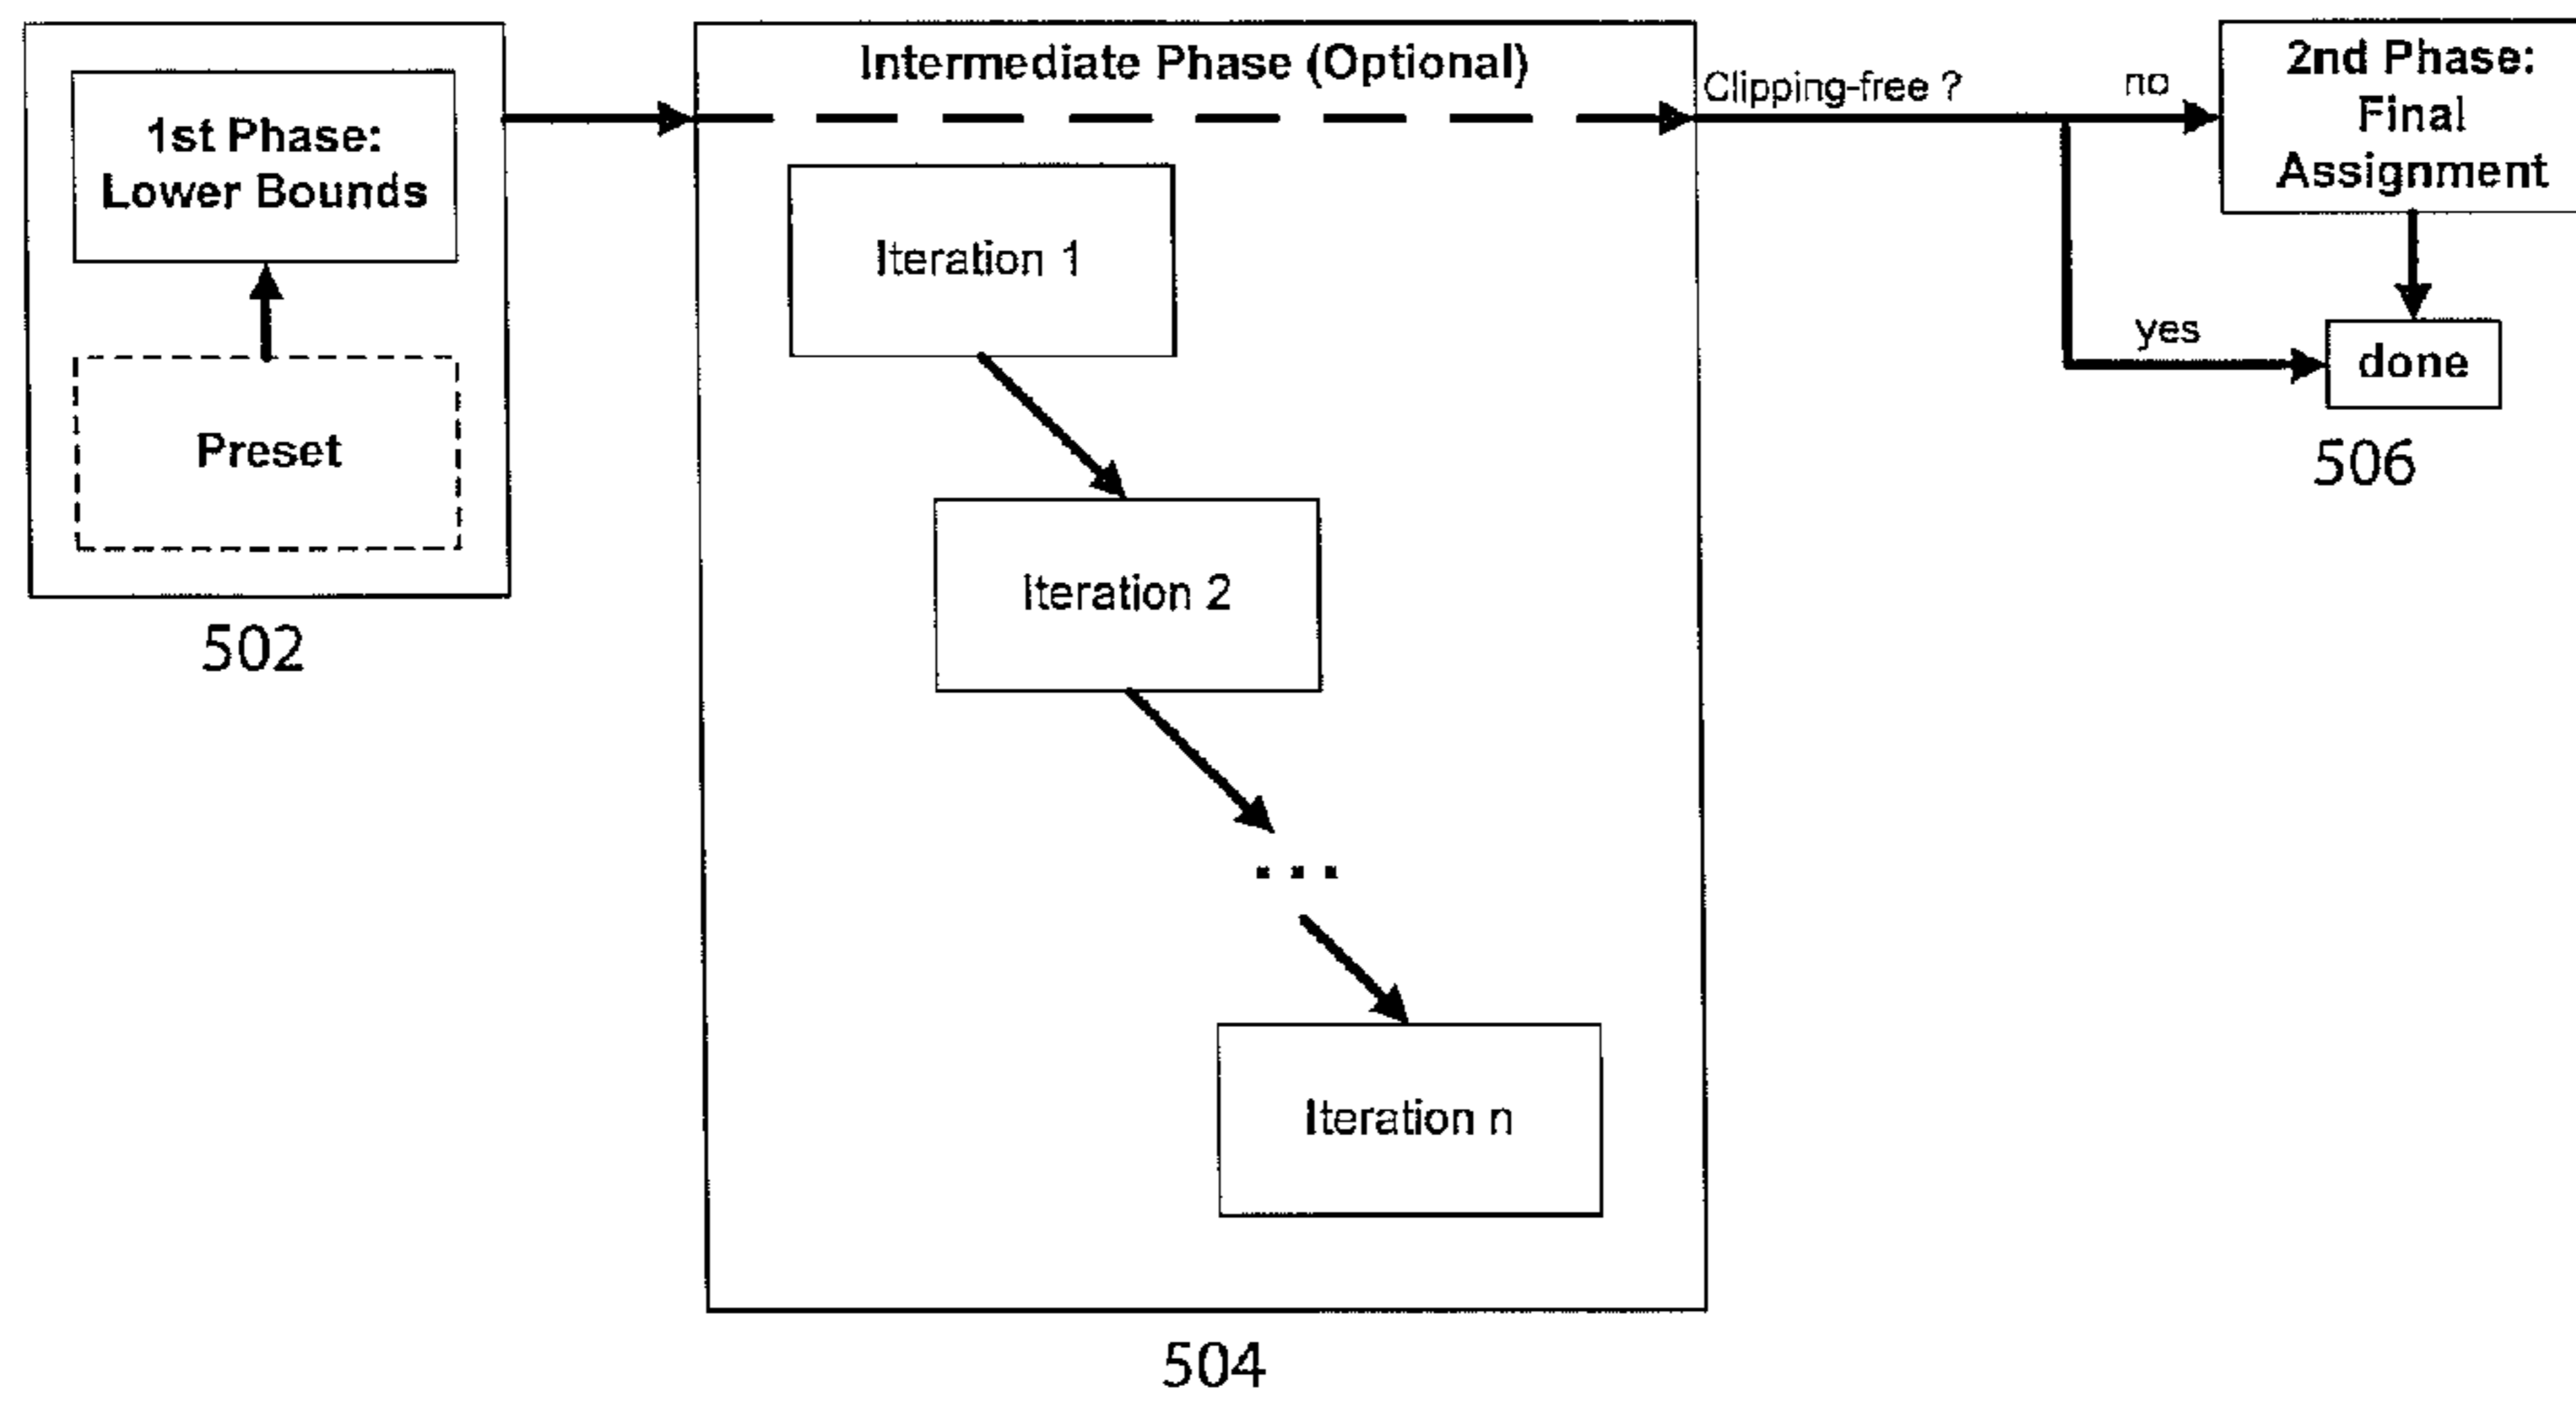 1st Phase:
Lower Bounds
Preset
502
Intermediate Phase (Optional)
Iteration 1
Iteration 2
...
Iteration n
504
Clipping-free ?
no
yes
2nd Phase:
Final
Assignment
done
506